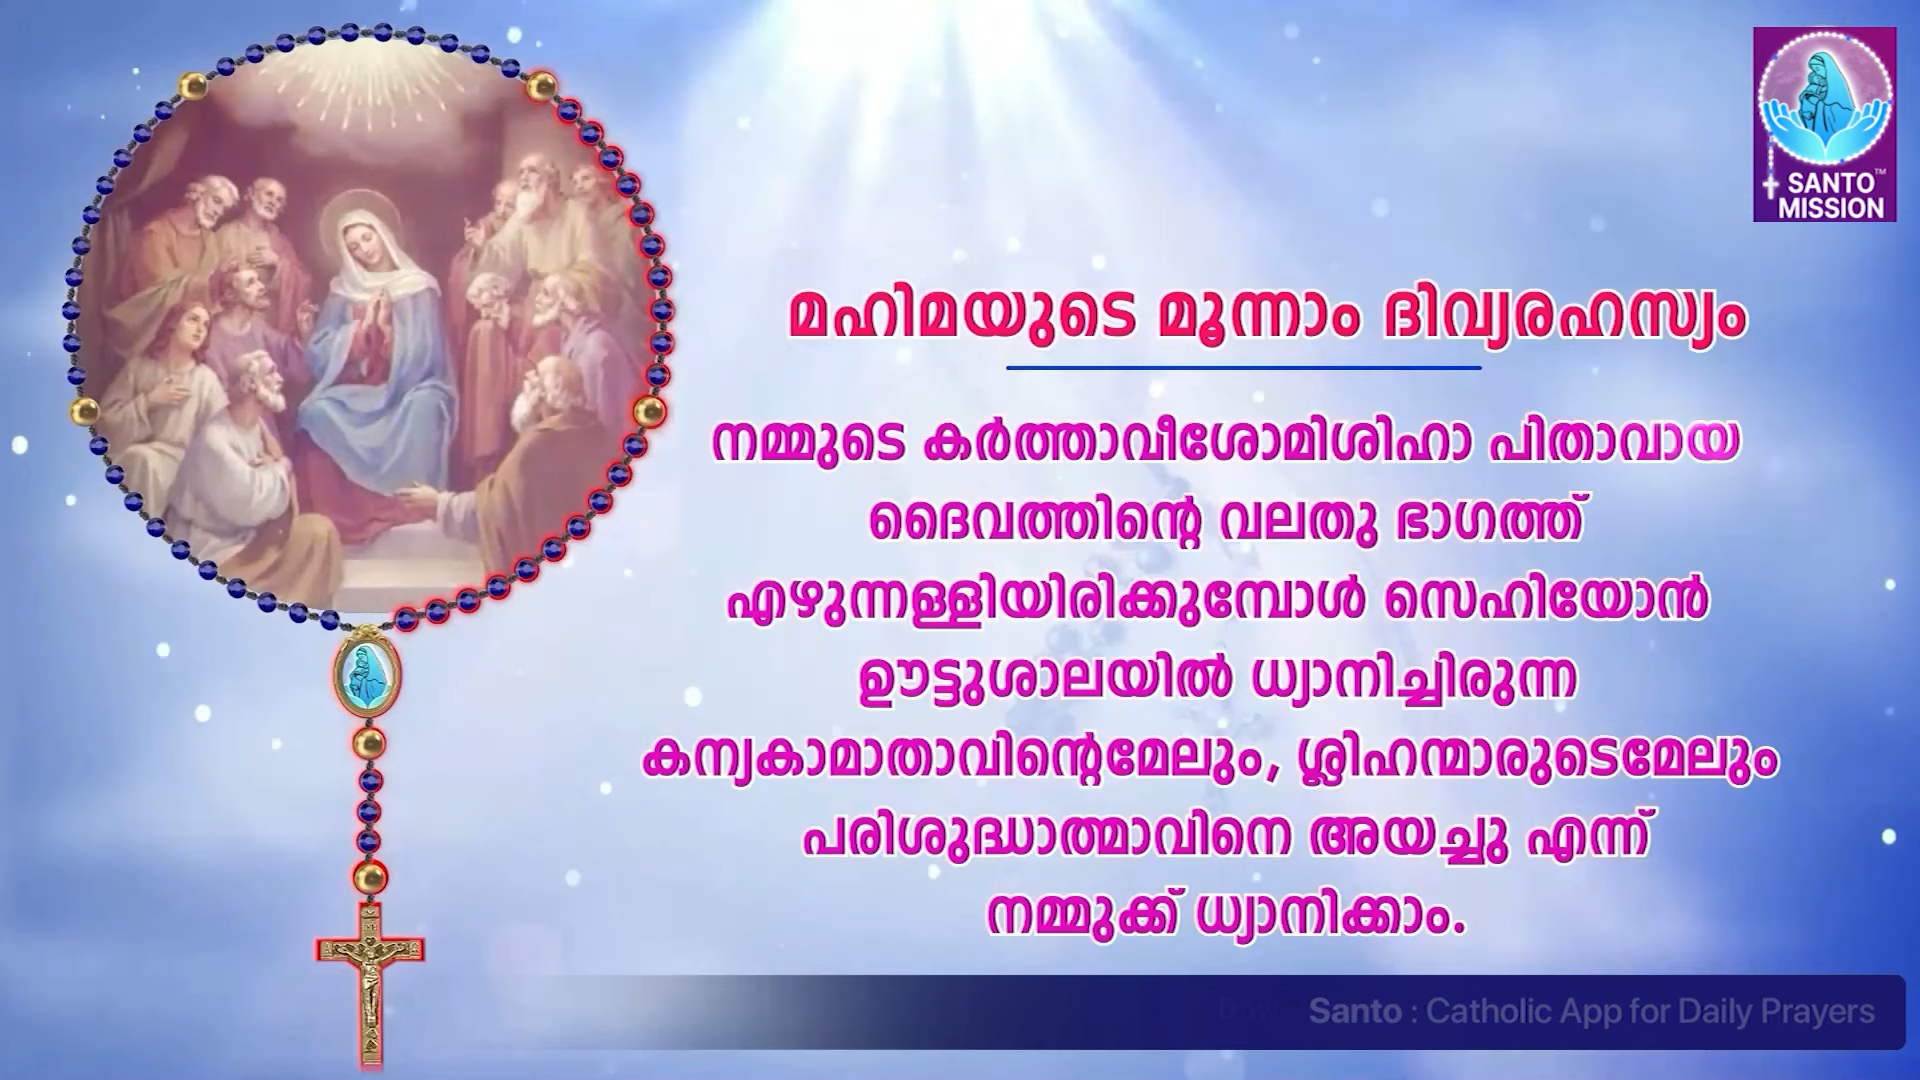 SANTO™
MISSION
മഹിമയുടെ മൂന്നാം ദിവ്യരഹസ്യം
നമ്മുടെ കർത്താവീശോമിശിഹാ പിതാവായ
ദൈവത്തിന്റെ വലതു ഭാഗത്ത്
എഴുന്നള്ളിയിരിക്കുമ്പോൾ സെഹിയോൻ
ഊട്ടുശാലയിൽ ധ്യാനിച്ചിരുന്ന
കന്യകാമാതാവിന്റെമേലും, ശ്ലിഹന്മാരുടെമേലും
പരിശുദ്ധാത്മാവിനെ അയച്ചു എന്ന്
നമ്മുക്ക് ധ്യാനിക്കാം.
Santo : Catholic App for Daily Prayers